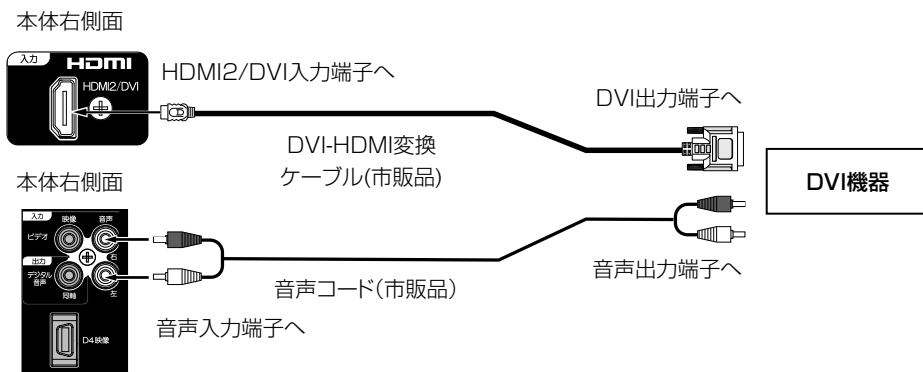 本体右側面
入力
HDMI
HDMI2/DVI
HDMI2/DVI入力端子へ
DVI出力端子へ
DVI-HDMI変換
ケーブル(市販品)
DVI機器
本体右側面
入力 映像 音声
ビデオ
右
出力
デジタル
音声
同軸 左
音声コード(市販品)
音声出力端子へ
音声入力端子へ
D4映像